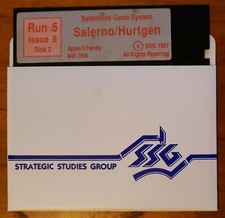 Run 5
Issue 8
Disk 2
Battlefront Game System
Salerno/Hurtgen
Apple II Family
64K Disk
© SSG 1987
All Rights Reserved
SSG
STRATEGIC STUDIES GROUP